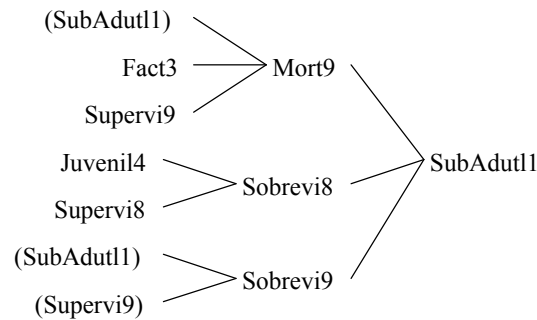 (SubAdutl1)
Fact3
Mort9
Supervi9
Juvenil4
SubAdutl1
Sobrevi8
Supervi8
(SubAdutl1)
Sobrevi9
(Supervi9)